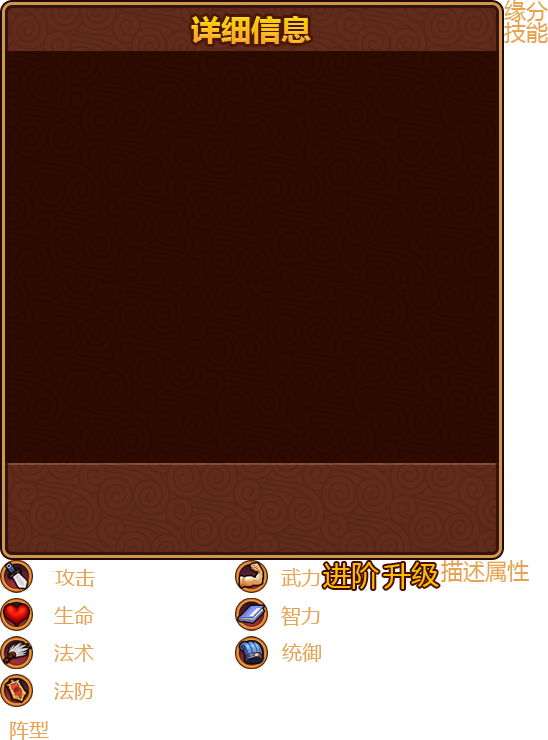 详细信息
缘分
技能
攻击
武力
进阶
升级
描述
属性
生命
智力
法术
统御
法防
阵型